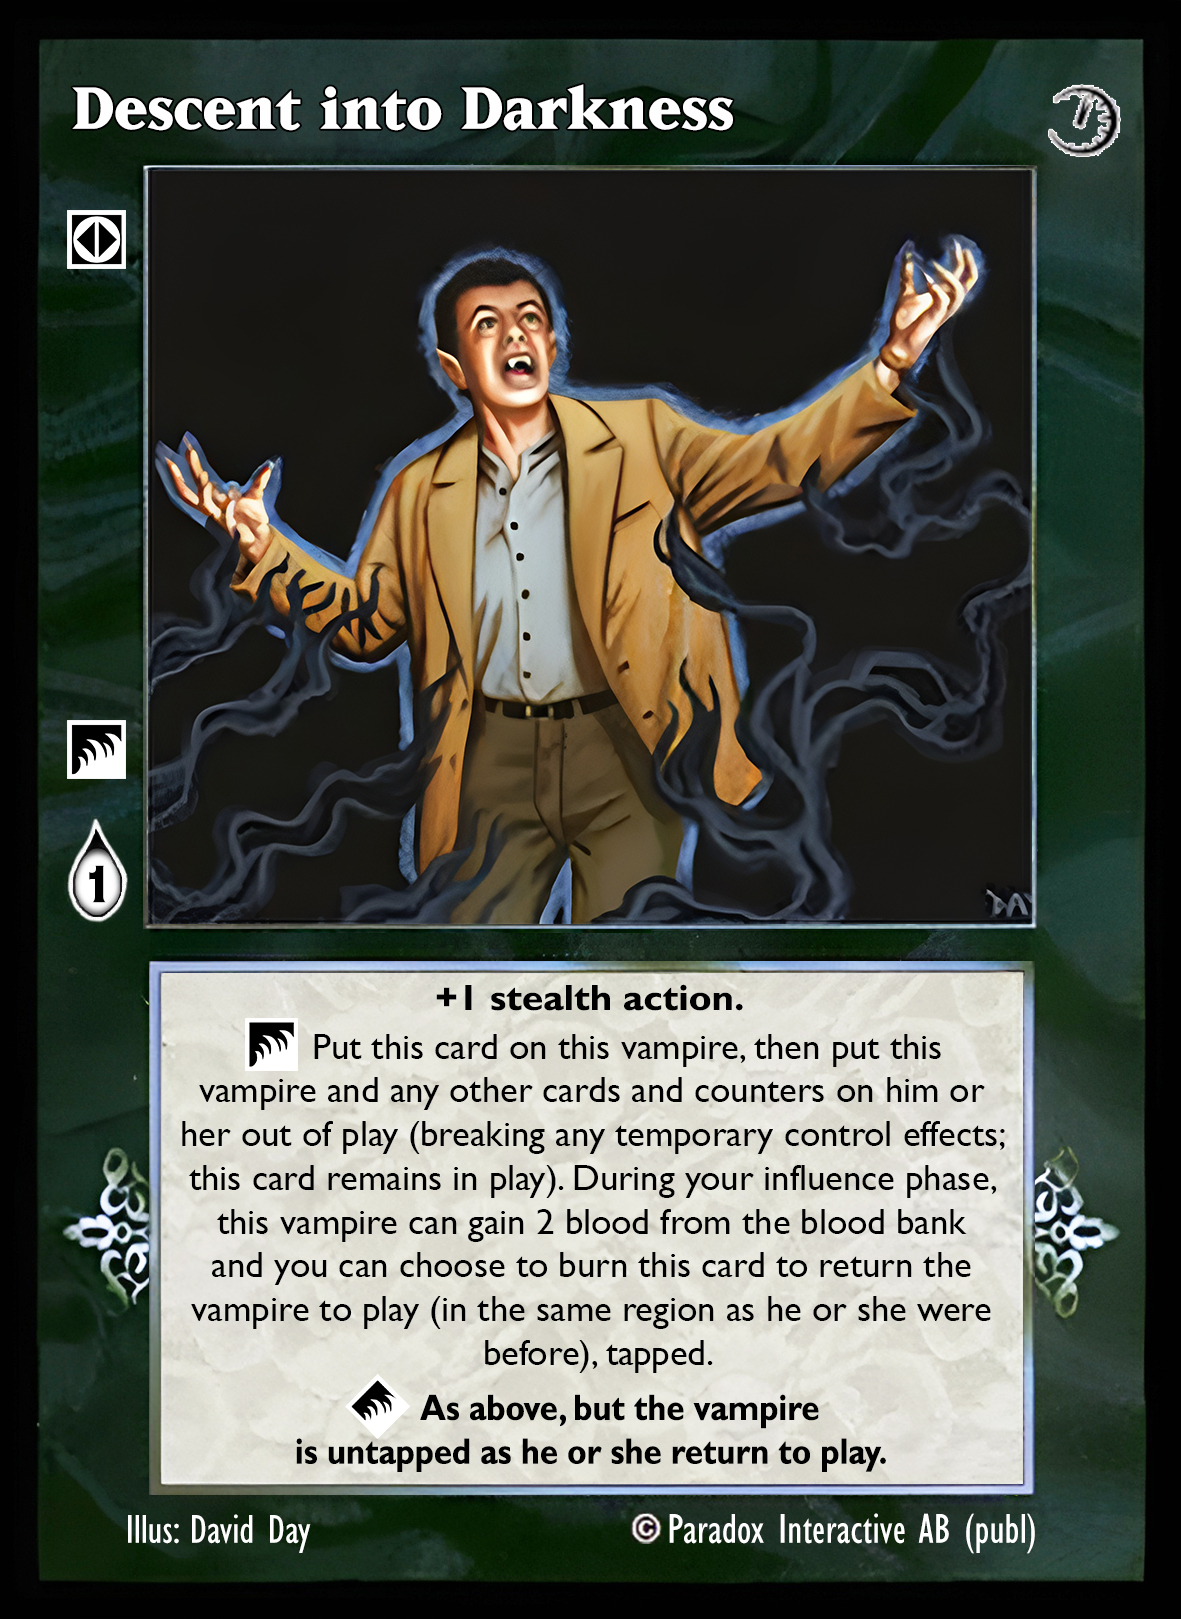 Descent into Darkness
1
+1 stealth action.
Put this card on this vampire, then put this
vampire and any other cards and counters on him or
her out of play (breaking any temporary control effects;
this card remains in play). During your influence phase,
this vampire can gain 2 blood from the blood bank
and you can choose to burn this card to return the
vampire to play (in the same region as he or she were
before), tapped.
As above, but the vampire
is untapped as he or she return to play.
Illus: David Day
© Paradox Interactive AB (publ)